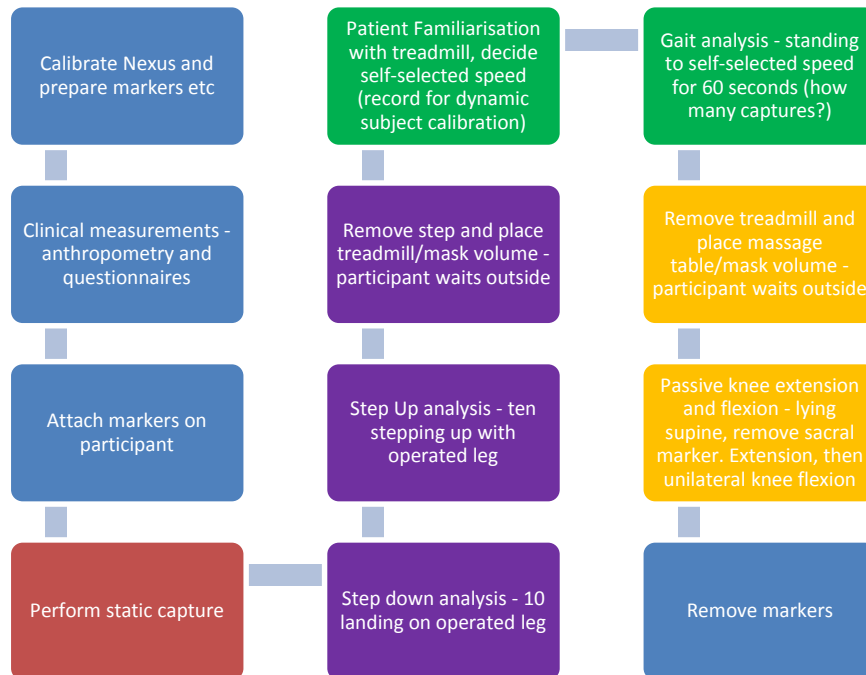 Calibrate Nexus and
prepare markers etc
Clinical measurements -
anthropometry and
questionnaires
Attach markers on
participant
Perform static capture
Step down analysis - 10
landing on operated leg
Step Up analysis - ten
stepping up with
operated leg
Remove step and place
treadmill/mask volume -
participant waits outside
Patient Familiarisation
with treadmill, decide
self-selected speed
(record for dynamic
subject calibration)
Gait analysis - standing
to self-selected speed
for 60 seconds (how
many captures?)
Remove treadmill and
place massage
table/mask volume -
participant waits outside
Passive knee extension
and flexion - lying
supine, remove sacral
marker. Extension, then
unilateral knee flexion
Remove markers